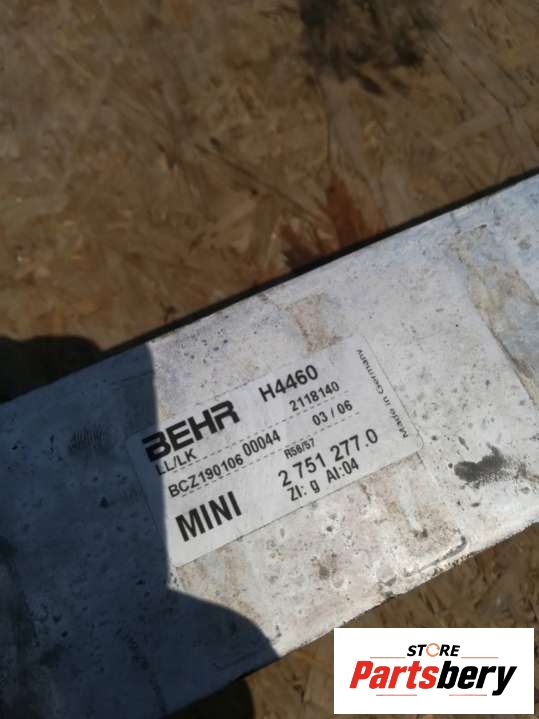 BEHR H4460
LL/LK 2118140
BCZ190106 00044 03 / 06
R56/57
MINI 2 751 277.0
ZI: g AI:04
Made in Germany
STORE
Partsbery